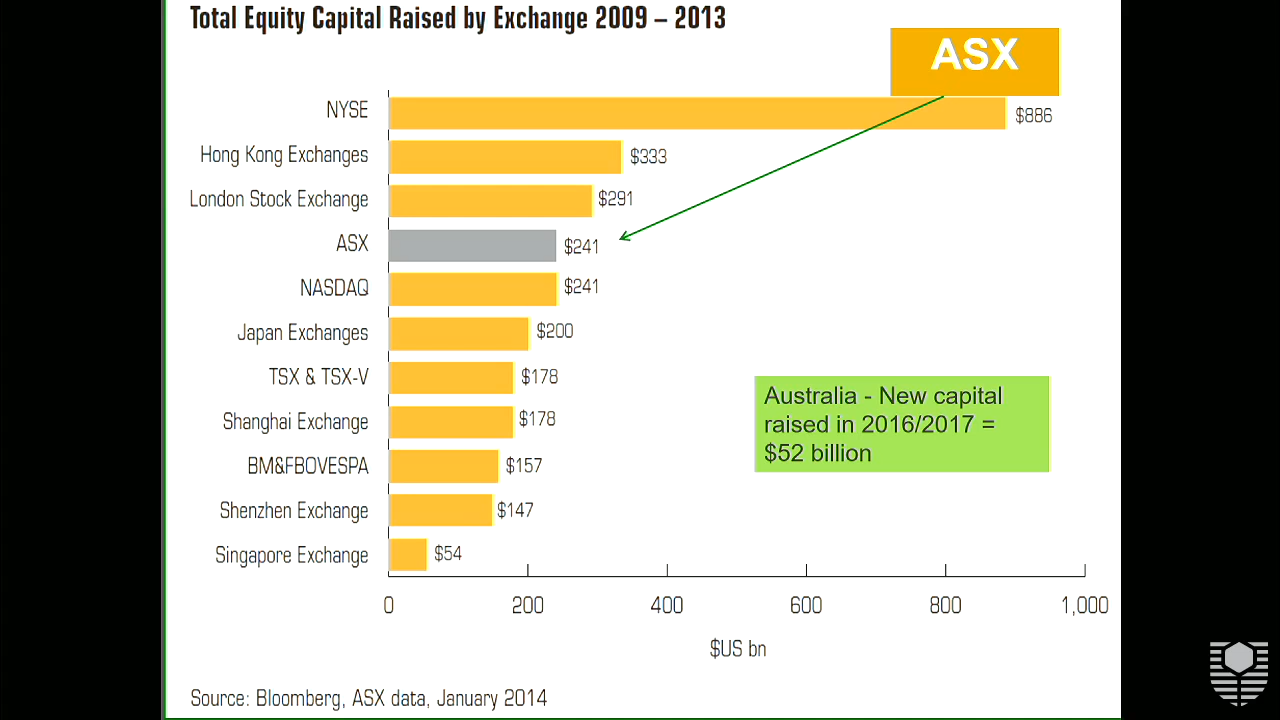 Total Equity Capital Raised by Exchange 2009 – 2013
ASX
NYSE $886
Hong Kong Exchanges $333
London Stock Exchange $291
ASX $241
NASDAQ $241
Japan Exchanges $200
TSX & TSX-V $178
Shanghai Exchange $178
BM&FBOVESPA $157
Shenzhen Exchange $147
Singapore Exchange $54
Australia - New capital
raised in 2016/2017 =
$52 billion
0 200 400 600 800 1,000
$US bn
Source: Bloomberg, ASX data, January 2014